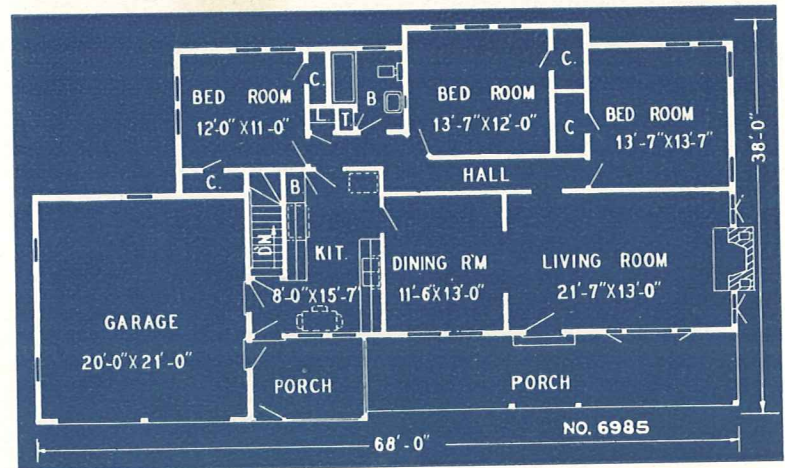 BED ROOM
12'-0" X 11-0"
C.
B
T.
BED ROOM
13'-7" X 12'-0"
C.
C
BED ROOM
13'-7" X 13'-7"
38'-0"
HALL
C.
DN.
B
KIT.
8'-0" X 15'-7"
DINING R'M
11'-6" X 13'-0"
LIVING ROOM
21'-7" X 13'-0"
GARAGE
20'-0" X 21'-0"
PORCH
PORCH
NO. 6985
68'-0"